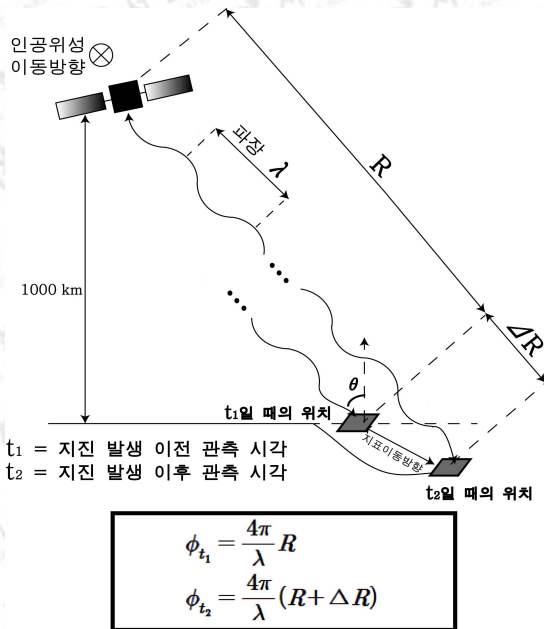 인공위성
이동방향
파장 λ
R
1000 km
ΔR
θ
t₁일 때의 위치
지표이동방향
t₁ = 지진 발생 이전 관측 시각
t₂ = 지진 발생 이후 관측 시각
t₂일 때의 위치
ϕ_{t₁} = \frac{4π}{λ} R
ϕ_{t₂} = \frac{4π}{λ} (R + ΔR)